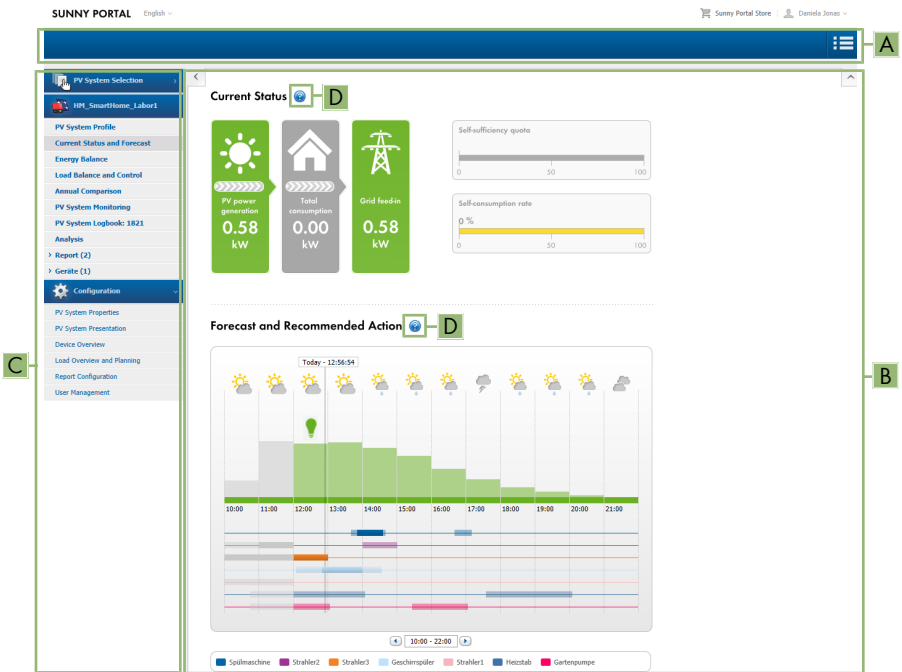 SUNNY PORTAL English
Sunny Portal Store Daniela Jonas
A
PV System Selection
HM_SmartHome_Labor1
PV System Profile
Current Status and Forecast
Energy Balance
Load Balance and Control
Annual Comparison
PV System Monitoring
PV System Logbook: 1821
Analysis
Report (2)
Geräte (1)
Configuration
PV System Properties
PV System Presentation
Device Overview
Load Overview and Planning
Report Configuration
User Management
C
Current Status ? D
PV power generation
0.58
kW
Total consumption
0.00
kW
Grid feed-in
0.58
kW
Self-sufficiency quota
0 50 100
Self-consumption rate
0 %
0 50 100
Forecast and Recommended Action ? D
B
Today - 12:56:54
10:00 11:00 12:00 13:00 14:00 15:00 16:00 17:00 18:00 19:00 20:00 21:00
10:00 - 22:00
Spülmaschine Strahler2 Strahler3 Geschirrspüler Strahler1 Heizstab Gartenpumpe